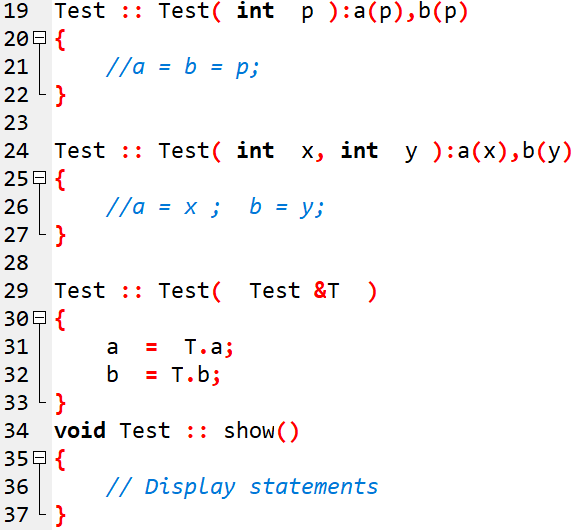 19 Test :: Test( int p ):a(p),b(p)
20 {
21 //a = b = p;
22 }
23
24 Test :: Test( int x, int y ):a(x),b(y)
25 {
26 //a = x ; b = y;
27 }
28
29 Test :: Test( Test &T )
30 {
31 a = T.a;
32 b = T.b;
33 }
34 void Test :: show()
35 {
36 // Display statements
37 }